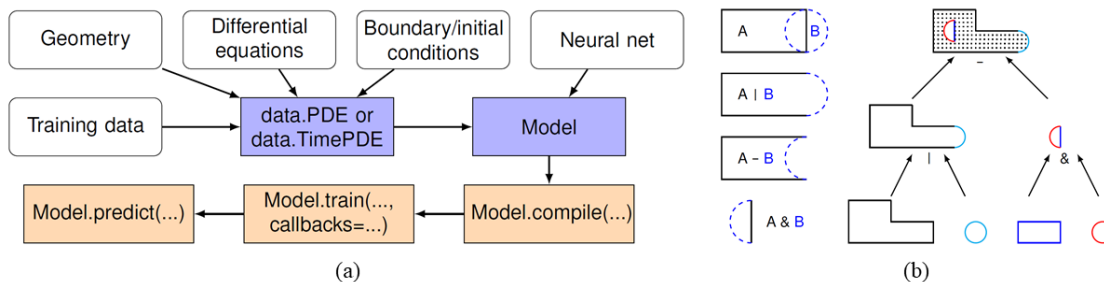 Geometry
Differential
equations
Boundary/initial
conditions
Neural net
Training data
data.PDE or
data.TimePDE
Model
Model.predict(...)
Model.train(...,
callbacks=...)
Model.compile(...)
(a)
A B
A | B
A – B
A & B
–
|
&
(b)